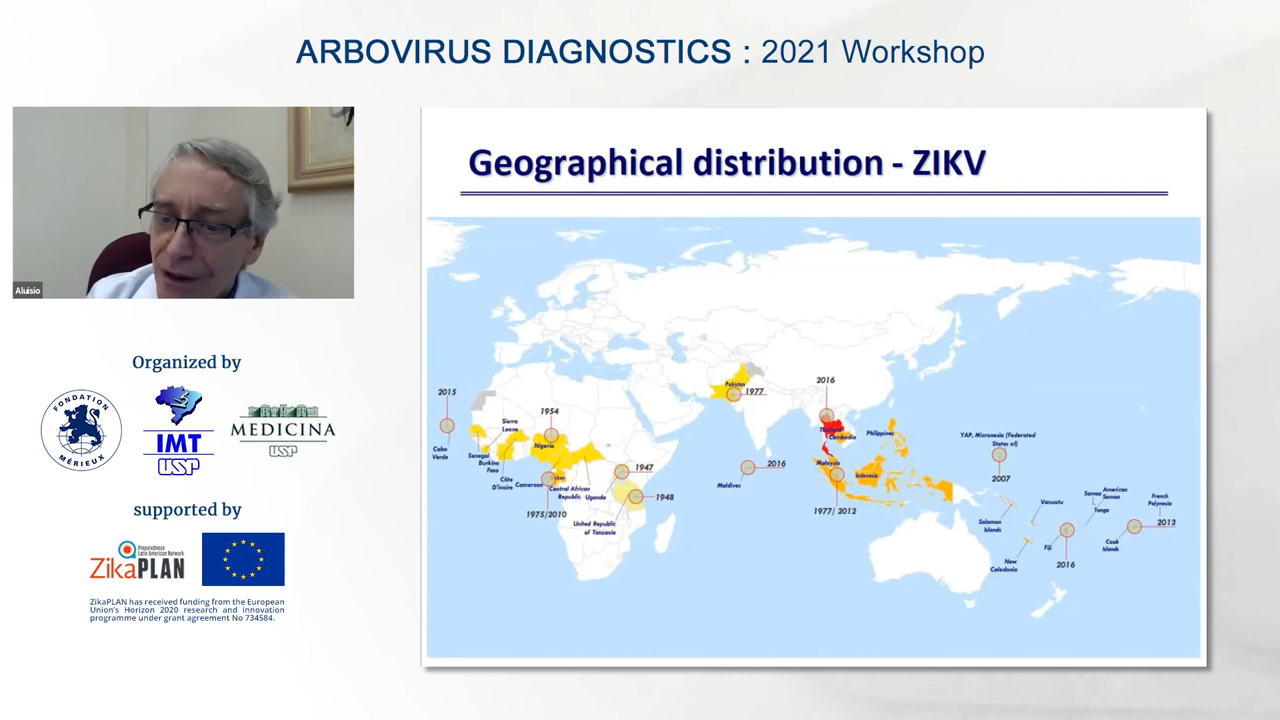 ARBOVIRUS DIAGNOSTICS : 2021 Workshop
Aluisio
Organized by
FONDATION
MÉRIEUX
IMT
USP
MEDICINA
USP
supported by
Preparedness
Latin American Network
ZikaPLAN
ZikaPLAN has received funding from the European
Union's Horizon 2020 research and innovation
programme under grant agreement No 734584.
Geographical distribution - ZIKV
2015
Cabo
Verde
Senegal
Sierra
Leone
Burkina
Faso
Côte
D'ivoire
1954
Nigeria
Cameroon
1975/2010
Central African
Republic
Uganda
1947
1948
United Republic
of Tanzania
Pakistan
1977
Maldives
2016
2016
Thailand
Cambodia
Philippines
Malaysia
Indonesia
1977/ 2012
YAP, Micronesia (Federated
States of)
2007
Solomon
Islands
Vanuatu
New
Caledonia
Fiji
2016
Samoa
American
Samoa
Tonga
Cook
Islands
French
Polynesia
2013